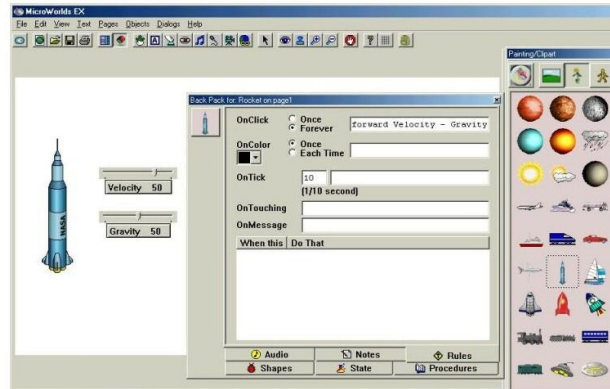 MicroWorlds EX
File Edit View Text Pages Objects Dialogs Help
Painting/Clipart
Back Pack for: Rocket on page1
OnClick Once
Forever forward Velocity - Gravity
OnColor Once
Each Time
OnTick 10
(1/10 second)
OnTouching
OnMessage
When this Do That
Audio Notes Rules
Shapes State Procedures
NASA
Velocity 50
Gravity 50